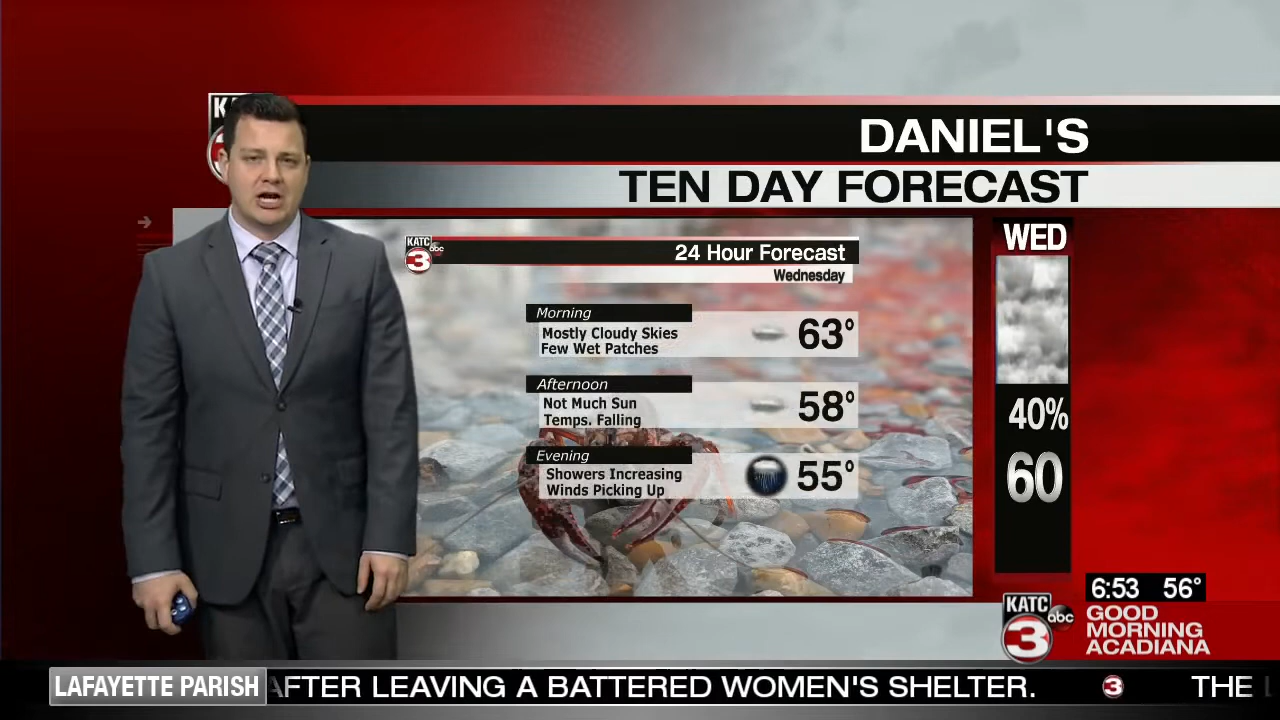 DANIEL'S
TEN DAY FORECAST
KATC
3
abc
24 Hour Forecast
Wednesday
Morning
Mostly Cloudy Skies
Few Wet Patches
63°
Afternoon
Not Much Sun
Temps. Falling
58°
Evening
Showers Increasing
Winds Picking Up
55°
WED
40%
60
6:53 56°
KATC
abc
3
GOOD
MORNING
ACADIANA
LAFAYETTE PARISH AFTER LEAVING A BATTERED WOMEN'S SHELTER. 3 THE